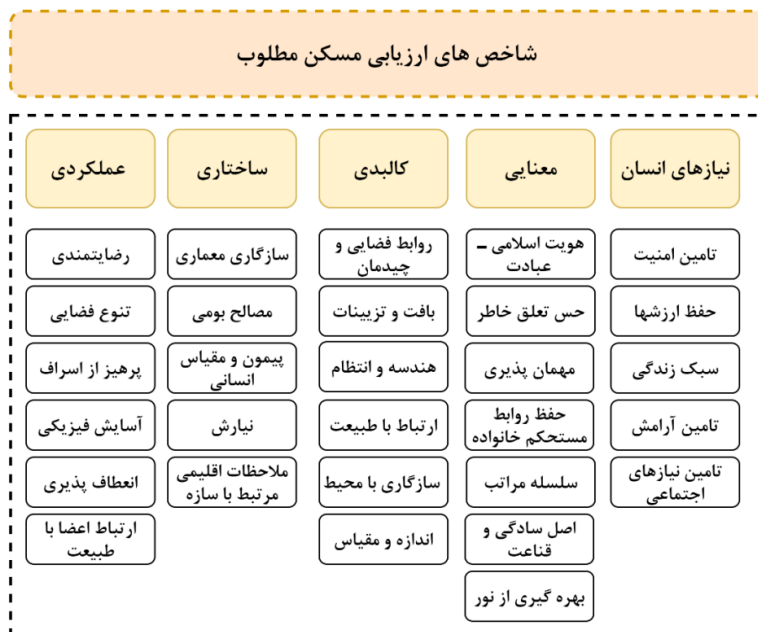 شاخص های ارزیابی مسکن مطلوب
نیازهای انسان
تامین امنیت
حفظ ارزشها
سبک زندگی
تامین آرامش
تامین نیازهای
اجتماعی
معنایی
هویت اسلامی –
عبادت
حس تعلق خاطر
مهمان پذیری
حفظ روابط
مستحکم خانواده
سلسله مراتب
اصل سادگی و
قناعت
بهره گیری از نور
کالبدی
روابط فضایی و
چیدمان
بافت و تزیینات
هندسه و انتظام
ارتباط با طبیعت
سازگاری با محیط
اندازه و مقیاس
ساختاری
سازگاری معماری
مصالح بومی
پیمون و مقیاس
انسانی
نیارش
ملاحظات اقلیمی
مرتبط با سازه
عملکردی
رضایتمندی
تنوع فضایی
پرهیز از اسراف
آسایش فیزیکی
انعطاف پذیری
ارتباط اعضا با
طبیعت